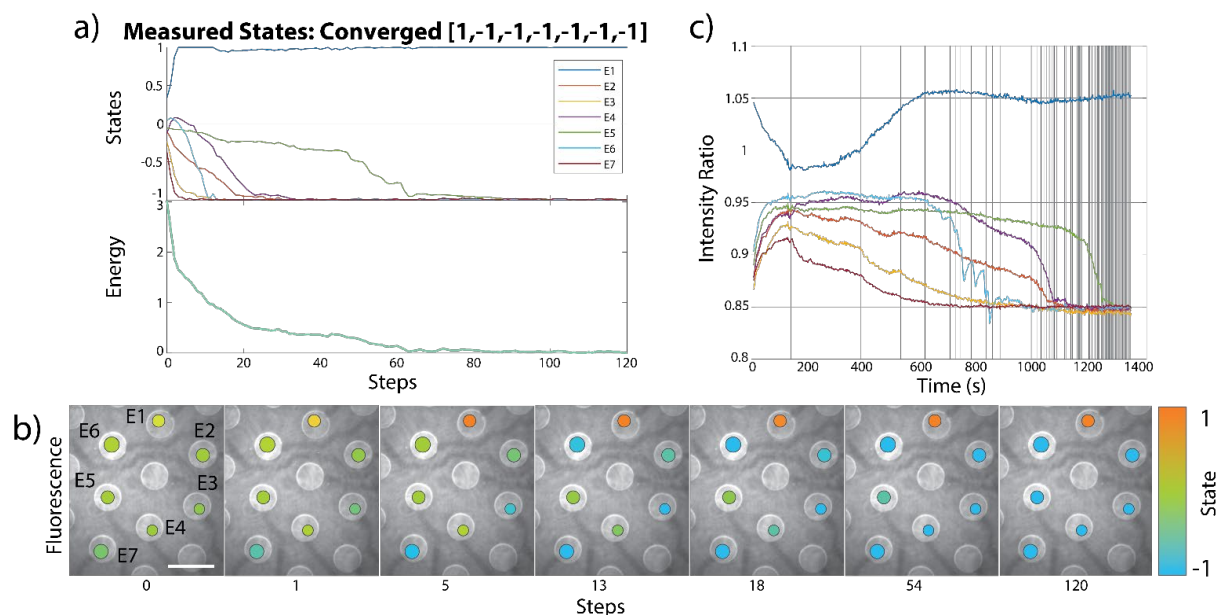 a)
Measured States: Converged [1,-1,-1,-1,-1,-1,-1]
States
1
0.5
0
-0.5
-1
E1
E2
E3
E4
E5
E6
E7
Energy
3
2
1
0
0
20
40
60
80
100
120
Steps
c)
Intensity Ratio
1.1
1.05
1
0.95
0.9
0.85
0.8
0
200
400
600
800
1000
1200
1400
Time (s)
b)
Fluorescence
E1
E6
E2
E5
E3
E4
E7
0
1
5
13
18
54
120
Steps
1
State
-1